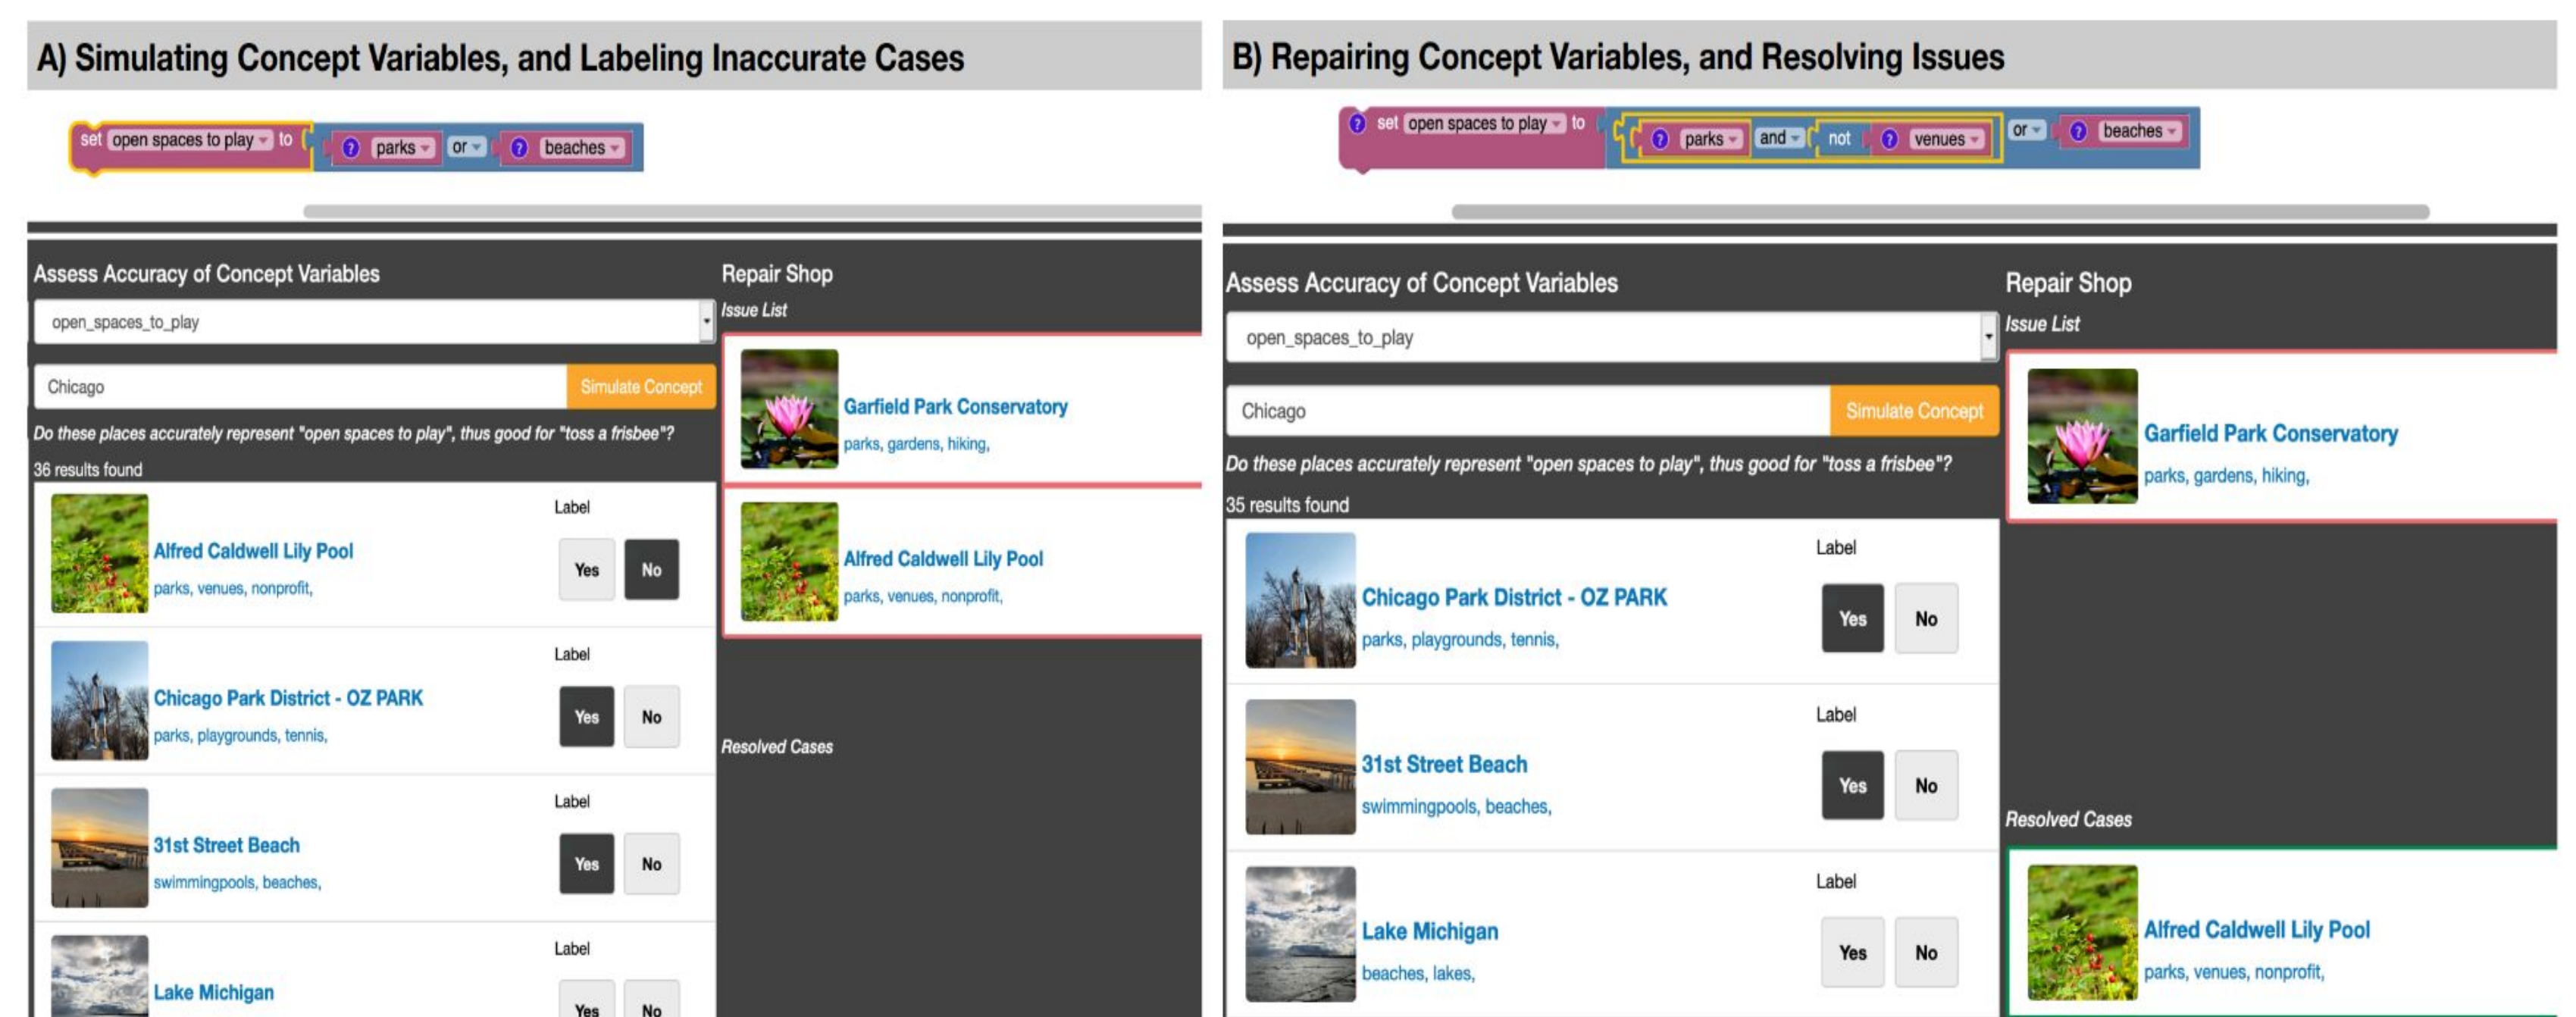 A) Simulating Concept Variables, and Labeling Inaccurate Cases
set open spaces to play to ? parks or ? beaches
Assess Accuracy of Concept Variables
open_spaces_to_play
Chicago Simulate Concept
Do these places accurately represent "open spaces to play", thus good for "toss a frisbee"?
36 results found
Label
Alfred Caldwell Lily Pool
Yes No
parks, venues, nonprofit,
Label
Chicago Park District - OZ PARK
Yes No
parks, playgrounds, tennis,
Label
31st Street Beach
Yes No
swimmingpools, beaches,
Label
Lake Michigan
Yes No
Repair Shop
Issue List
Garfield Park Conservatory
parks, gardens, hiking,
Alfred Caldwell Lily Pool
parks, venues, nonprofit,
Resolved Cases
B) Repairing Concept Variables, and Resolving Issues
? set open spaces to play to ? parks and not ? venues or ? beaches
Assess Accuracy of Concept Variables
open_spaces_to_play
Chicago Simulate Concept
Do these places accurately represent "open spaces to play", thus good for "toss a frisbee"?
35 results found
Label
Chicago Park District - OZ PARK
Yes No
parks, playgrounds, tennis,
Label
31st Street Beach
Yes No
swimmingpools, beaches,
Label
Lake Michigan
Yes No
beaches, lakes,
Repair Shop
Issue List
Garfield Park Conservatory
parks, gardens, hiking,
Resolved Cases
Alfred Caldwell Lily Pool
parks, venues, nonprofit,